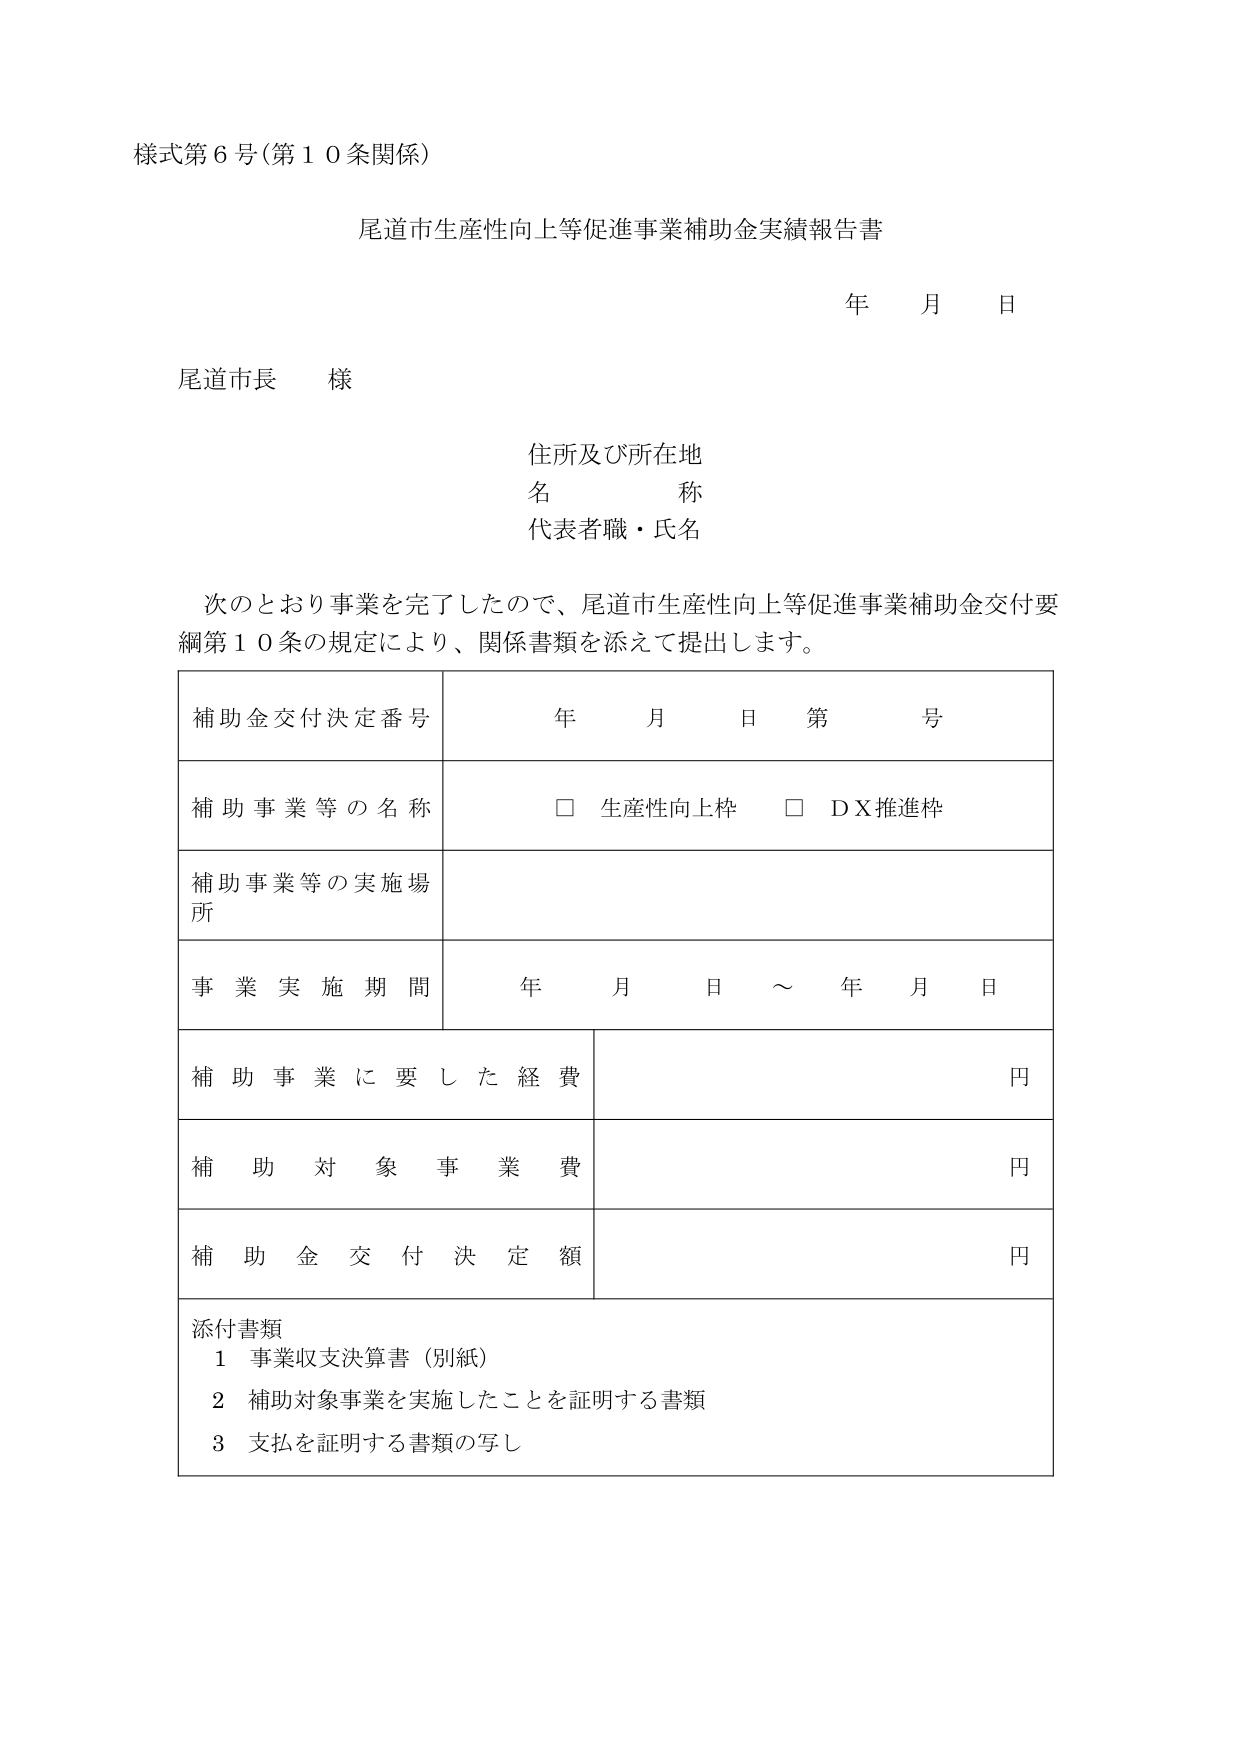 様式第６号(第１０条関係)
尾道市生産性向上等促進事業補助金実績報告書
年　　月　　日
尾道市長　　様
住所及び所在地
名　　　　　称
代表者職・氏名
次のとおり事業を完了したので、尾道市生産性向上等促進事業補助金交付要
綱第１０条の規定により、関係書類を添えて提出します。
補助金交付決定番号　　年　　月　　日　第　　　号
補助事業等の名称　□　生産性向上枠　　□　ＤＸ推進枠
補助事業等の実施場
所
事業実施期間　　年　　月　　日　～　年　　月　　日
補助事業に要した経費　円
補助対象事業費　円
補助金交付決定額　円
添付書類
1　事業収支決算書（別紙）
2　補助対象事業を実施したことを証明する書類
3　支払を証明する書類の写し